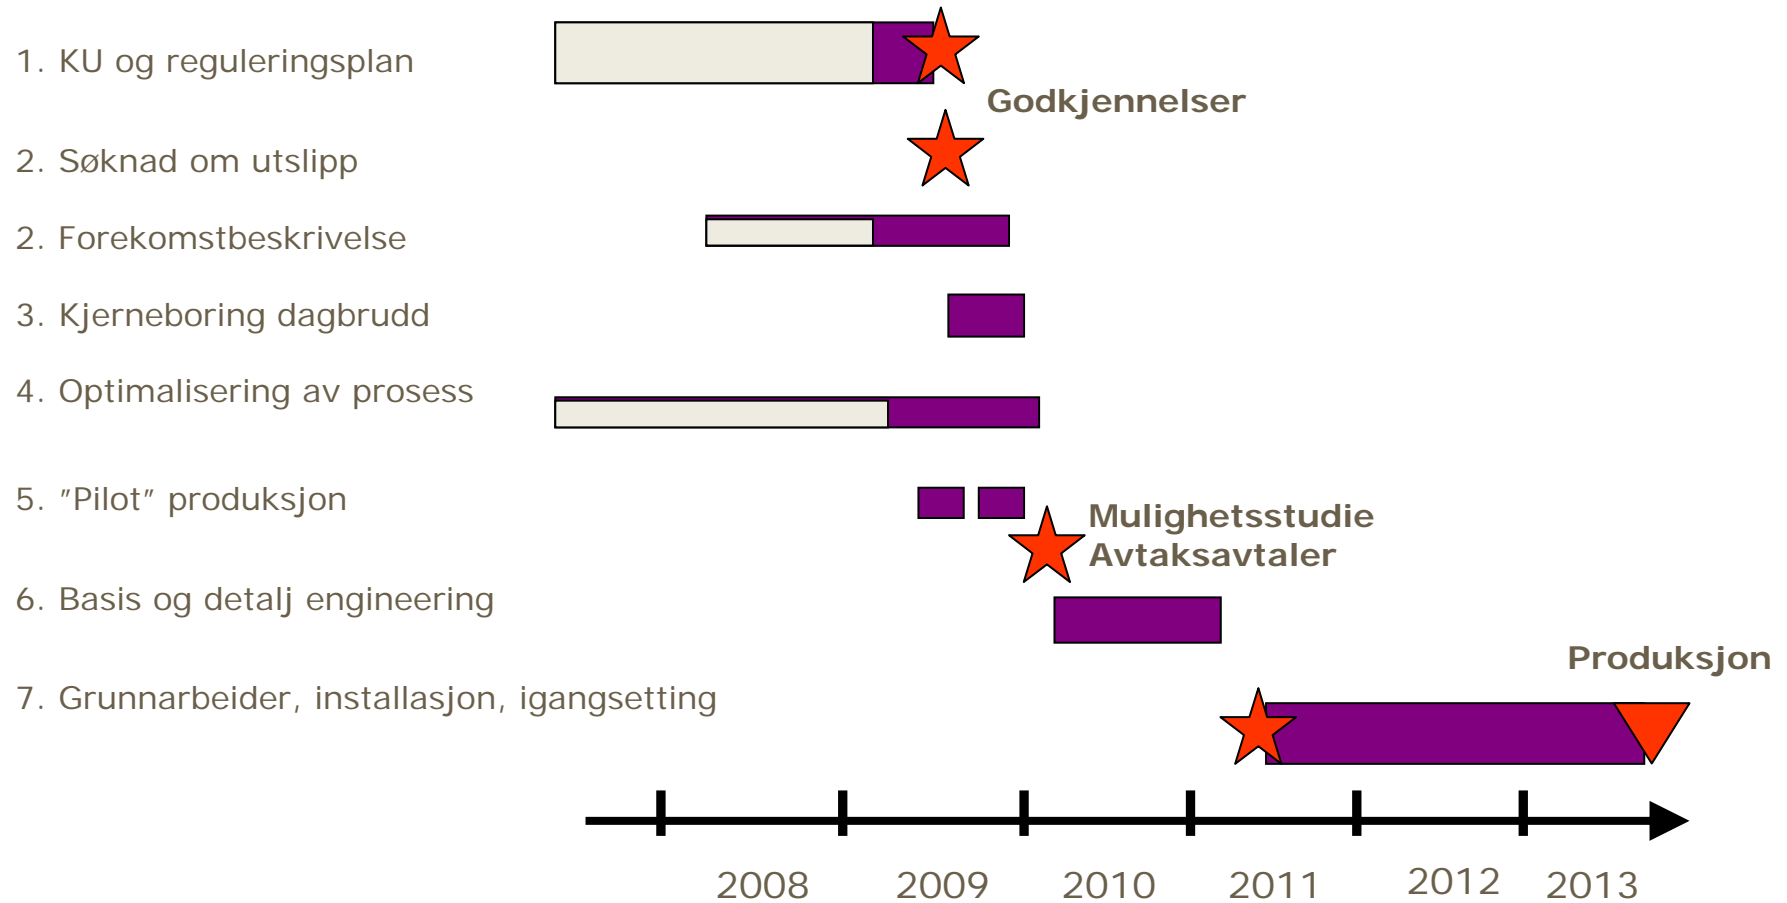 1. KU og reguleringsplan
Godkjennelser
2. Søknad om utslipp
2. Forekomstbeskrivelse
3. Kjerneboring dagbrudd
4. Optimalisering av prosess
5. ”Pilot” produksjon
Mulighetsstudie
Avtaksavtaler
6. Basis og detalj engineering
Produksjon
7. Grunnarbeider, installasjon, igangsetting
2008 2009 2010 2011 2012 2013